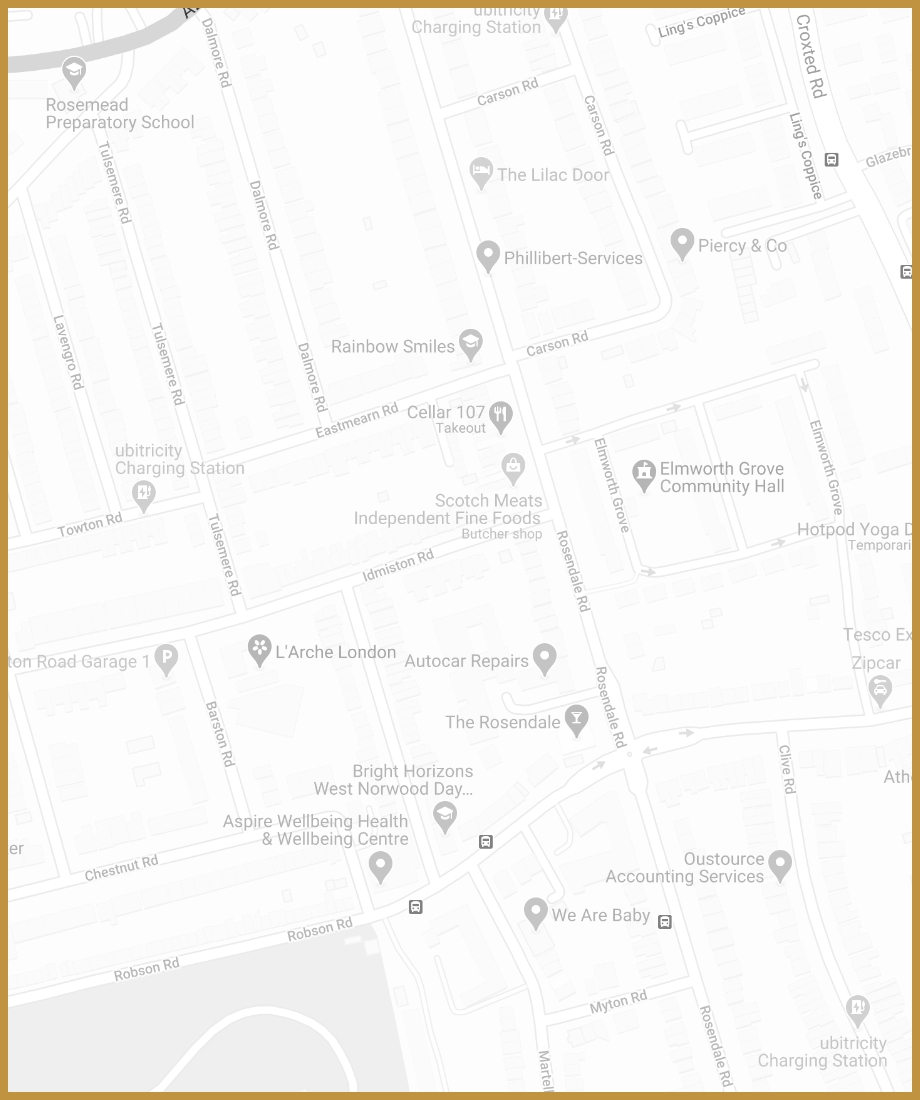 ubitricity
Charging Station
Ling's Coppice
Croxted Rd
Dalmore Rd
Rosemead
Preparatory School
Carson Rd
Carson Rd
Ling's Coppice
Tulsemere Rd
The Lilac Door
Dalmore Rd
Piercy & Co
Phillibert-Services
Lavengro Rd
Tulsemere Rd
Dalmore Rd
Rainbow Smiles
Carson Rd
Eastmearn Rd
Cellar 107
Takeout
Elmworth Grove
Elmworth Grove
ubitricity
Charging Station
Elmworth Grove
Community Hall
Scotch Meats
Independent Fine Foods
Butcher shop
Towton Rd
Tulsemere Rd
Hotpod Yoga
Rosendale Rd
Idmiston Rd
Tesco
Zipcar
L'Arche London
Autocar Repairs
ton Road Garage 1
P
Rosendale Rd
Barston Rd
The Rosendale
Bright Horizons
West Norwood Day...
Clive Rd
Aspire Wellbeing Health
& Wellbeing Centre
er
Chestnut Rd
Oustource
Accounting Services
We Are Baby
Robson Rd
Robson Rd
Myton Rd
Rosendale Rd
ubitricity
Charging Station
Martell